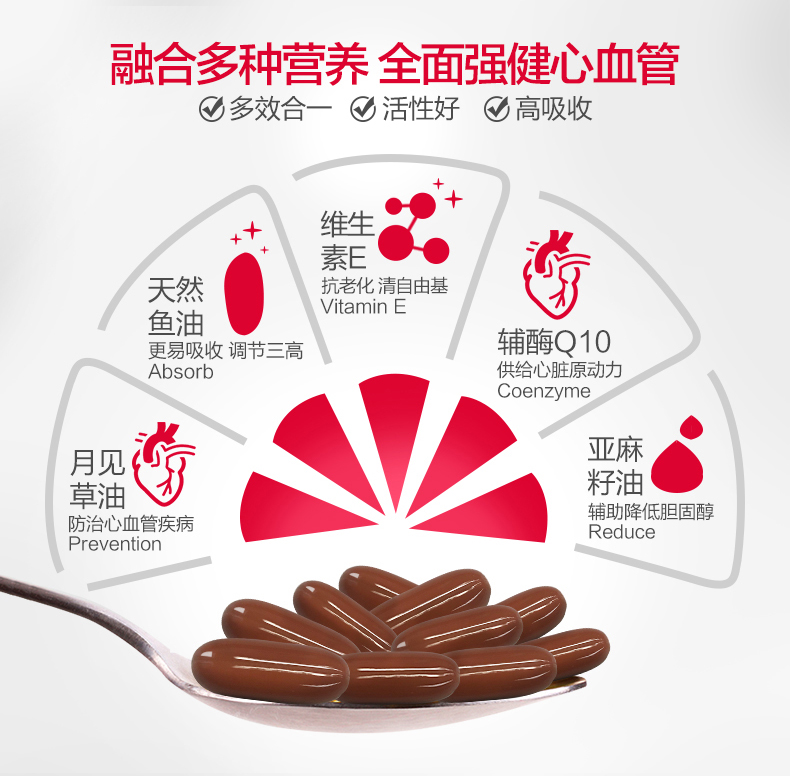 融合多种营养 全面强健心血管
多效合一 活性好 高吸收
月见
草油
防治心血管疾病
Prevention
天然
鱼油
更易吸收 调节三高
Absorb
维生
素E
抗老化 清自由基
Vitamin E
辅酶Q10
供给心脏原动力
Coenzyme
亚麻
籽油
辅助降低胆固醇
Reduce